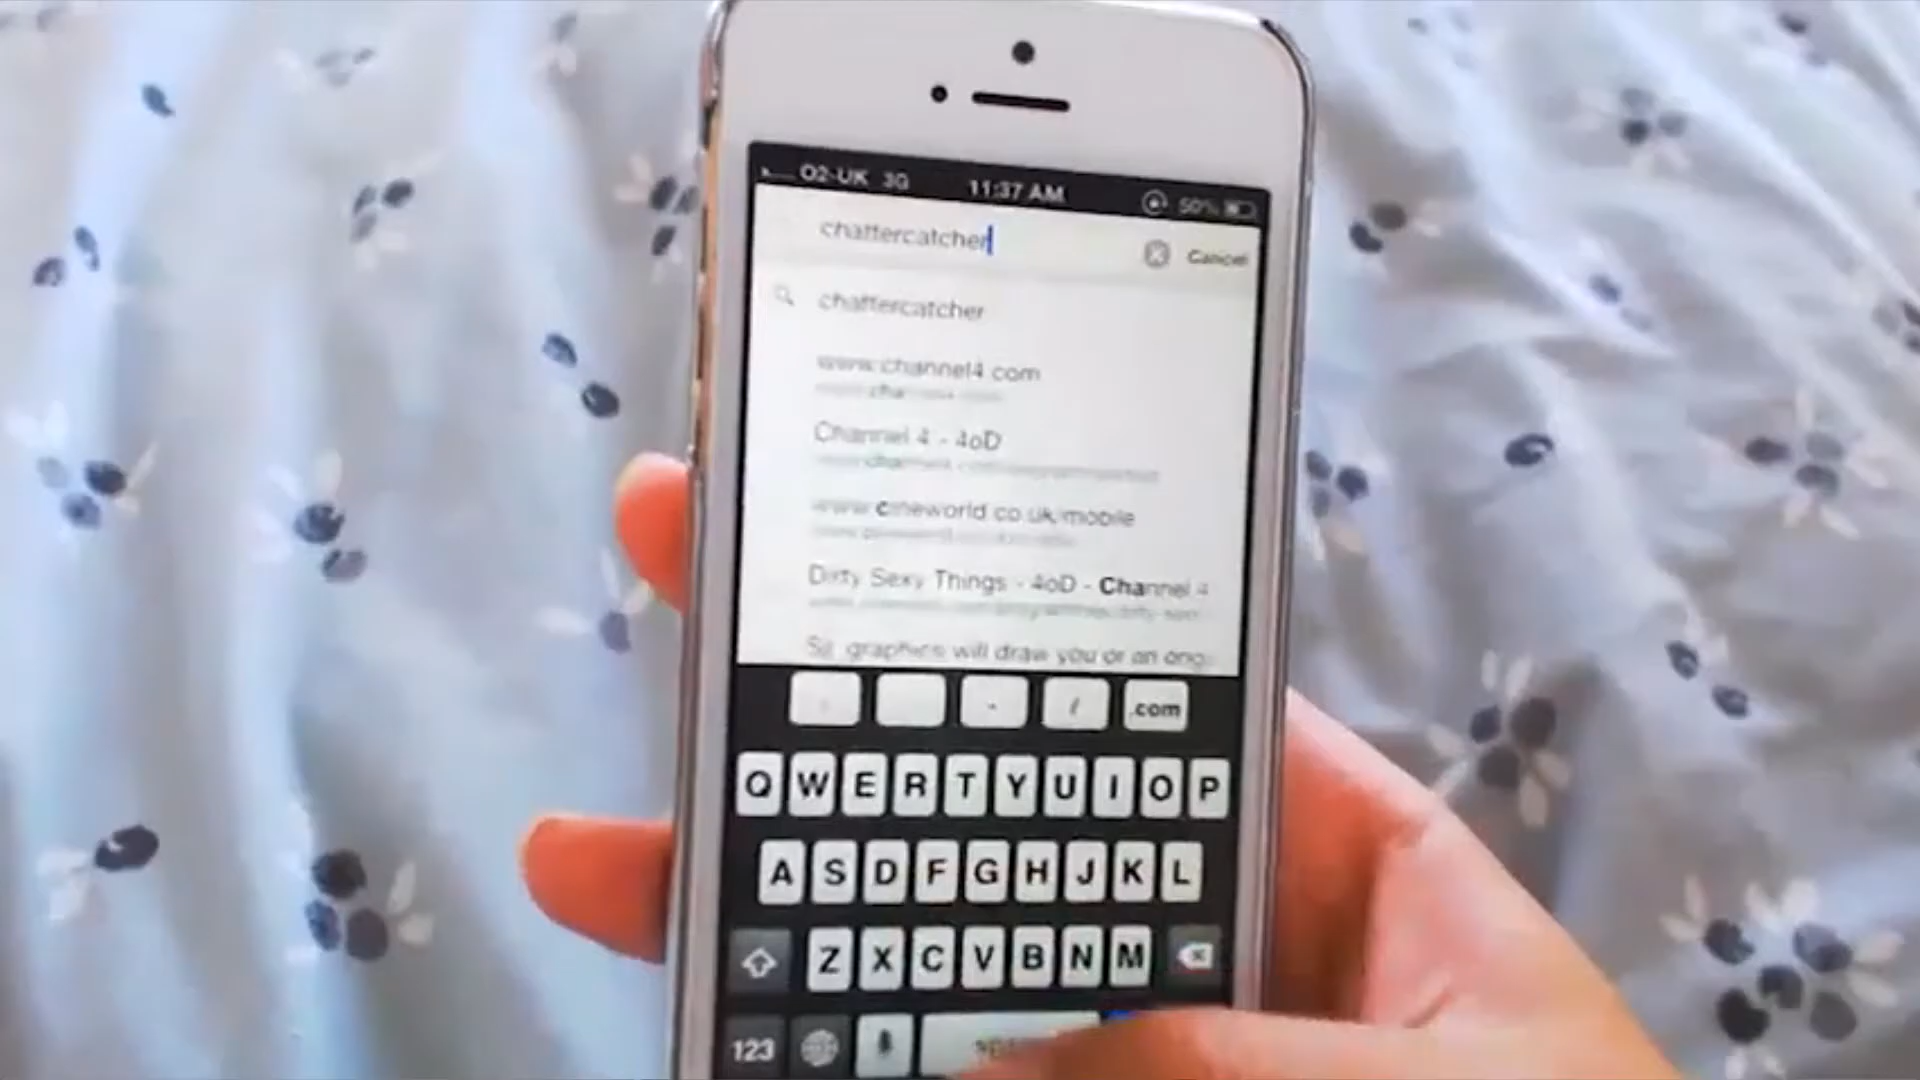 O2-UK 3G 11:37 AM 50%
chattercatcher Cancel
chattercatcher
www.channel4.com
Channel 4 - 4oD
www.cineworld.co.uk/mobile
Dirty Sexy Things - 4oD - Channel 4
graphics will draw you or an
. - / .com
Q W E R T Y U I O P
A S D F G H J K L
Z X C V B N M
123